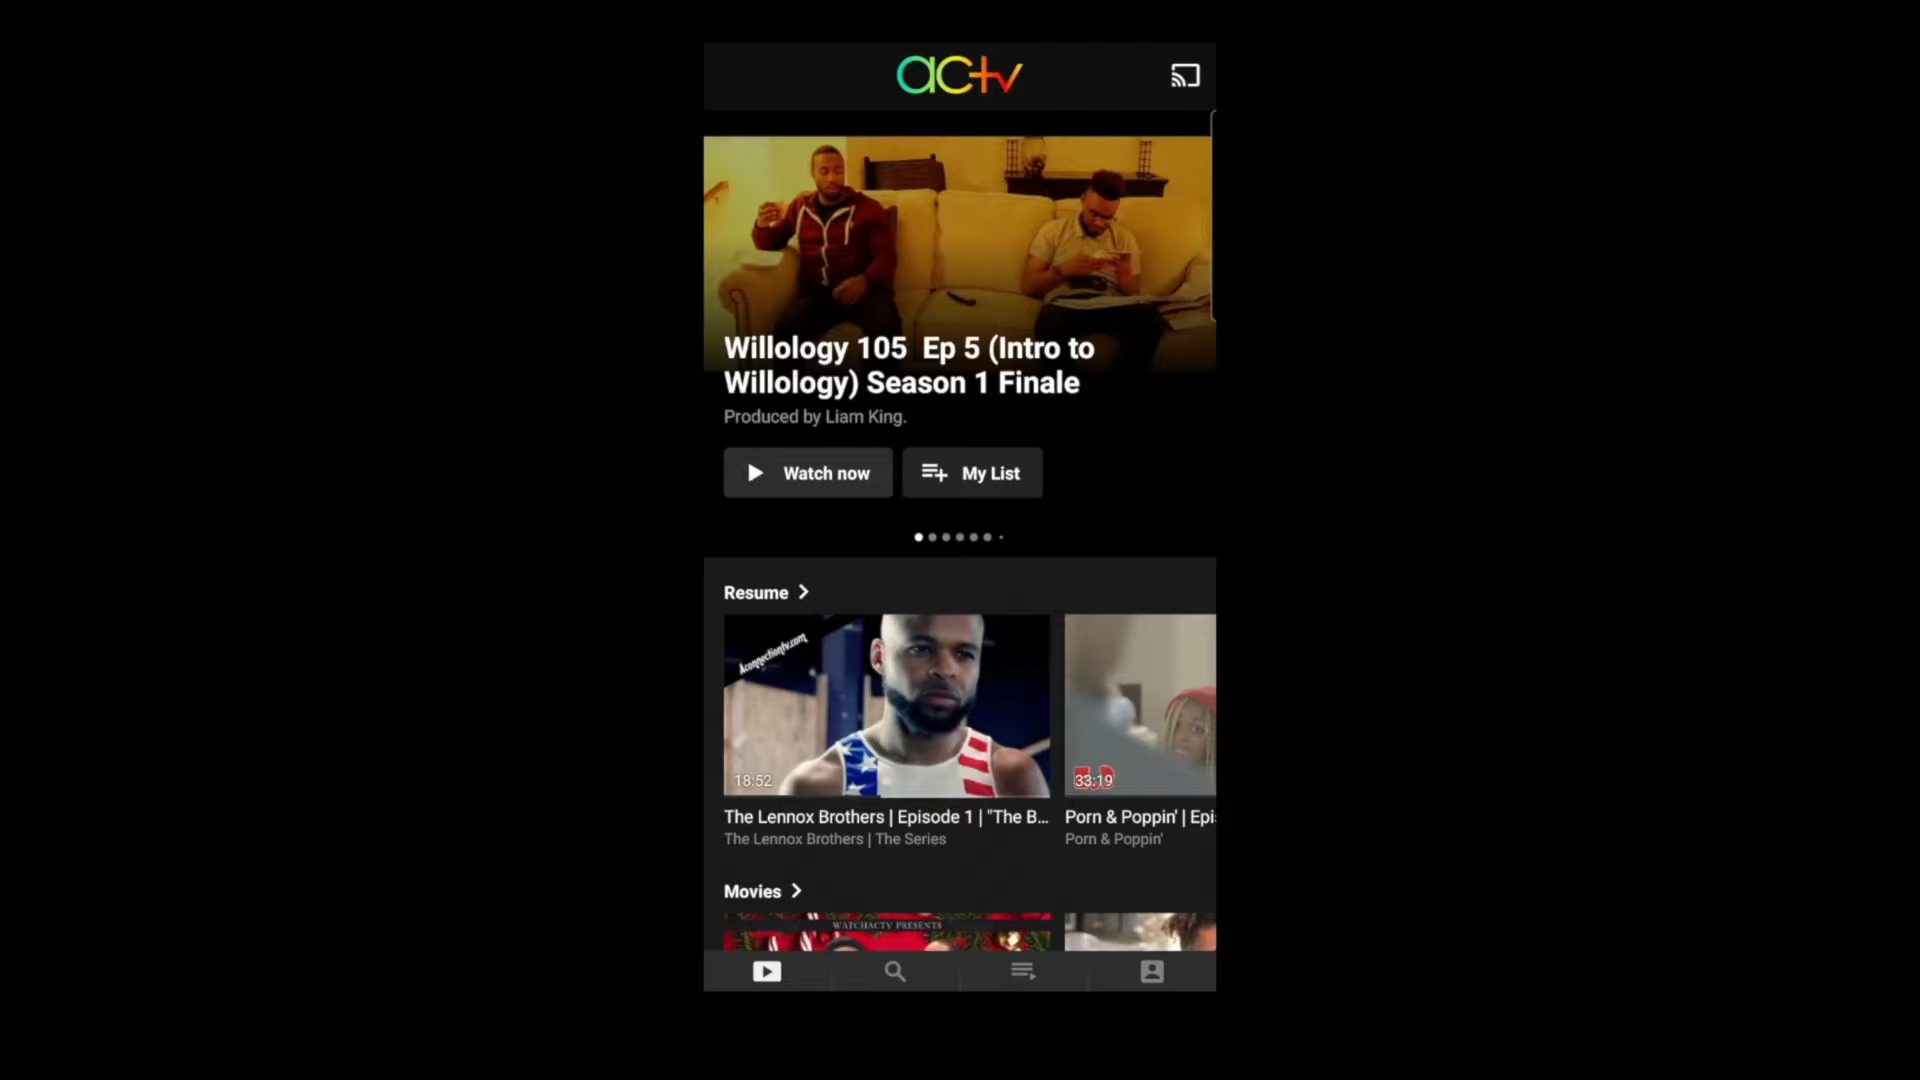 actv
Willology 105 Ep 5 (Intro to
Willology) Season 1 Finale
Produced by Liam King.
Watch now
My List
Resume
Aconnectiontv.com
18:52
33:19
The Lennox Brothers | Episode 1 | "The B...
Porn & Poppin' | Epi
The Lennox Brothers | The Series
Porn & Poppin'
Movies
WATCHACTV PRESENTS